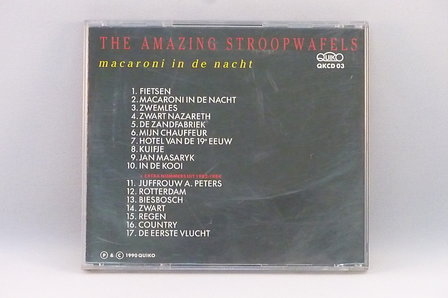 THE AMAZING STROOPWAFELS
macaroni in de nacht
QUIKO
QKCD 03
1. FIETSEN
2. MACARONI IN DE NACHT
3. ZWEMLES
4. ZWART NAZARETH
5. DE ZANDFABRIEK
6. MIJN CHAUFFEUR
7. HOTEL VAN DE 19e EEUW
8. KUIFJE
9. JAN MASARYK
10. IN DE KOOI
11. JUFFROUW A. PETERS
12. ROTTERDAM
13. BIESBOSCH
14. ZWART
15. REGEN
16. COUNTRY
17. DE EERSTE VLUCHT
℗ & © 1990 QUIKO